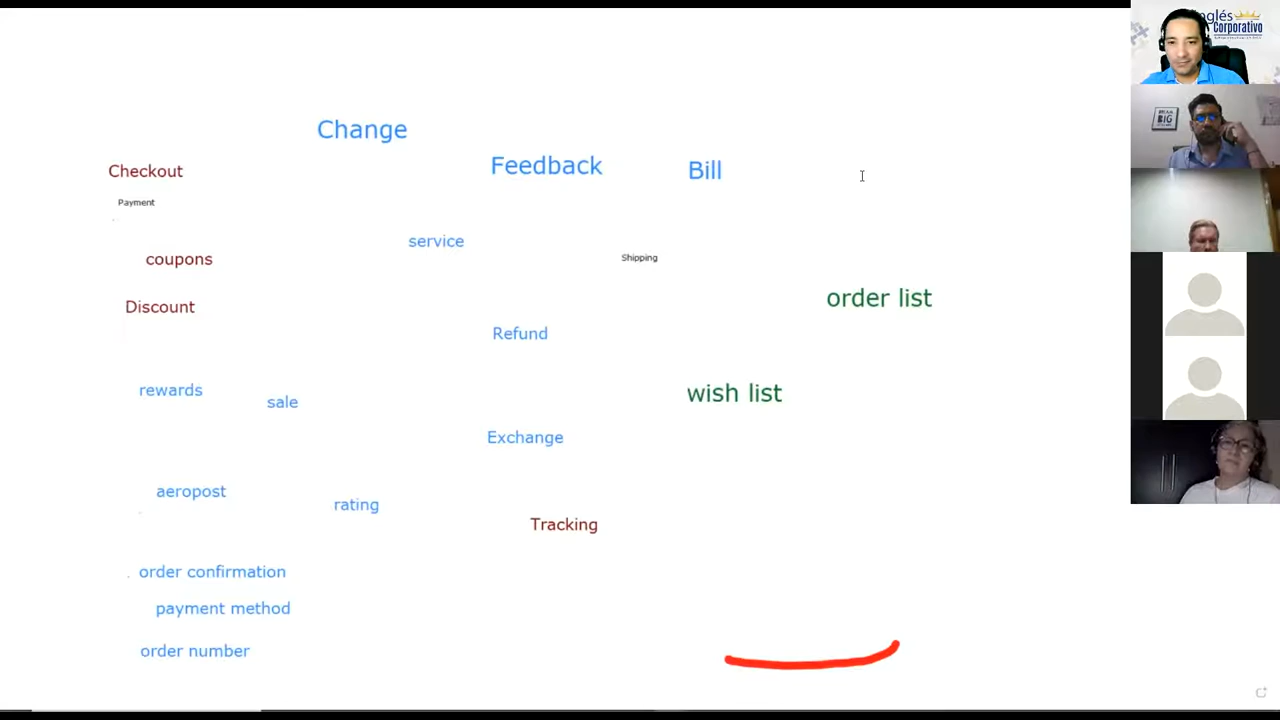 Inglés
Corporativo
Change
Feedback
Bill
Checkout
Payment
service
coupons
Shipping
order list
Discount
Refund
rewards
sale
wish list
Exchange
aeropost
rating
Tracking
order confirmation
payment method
order number
BIG